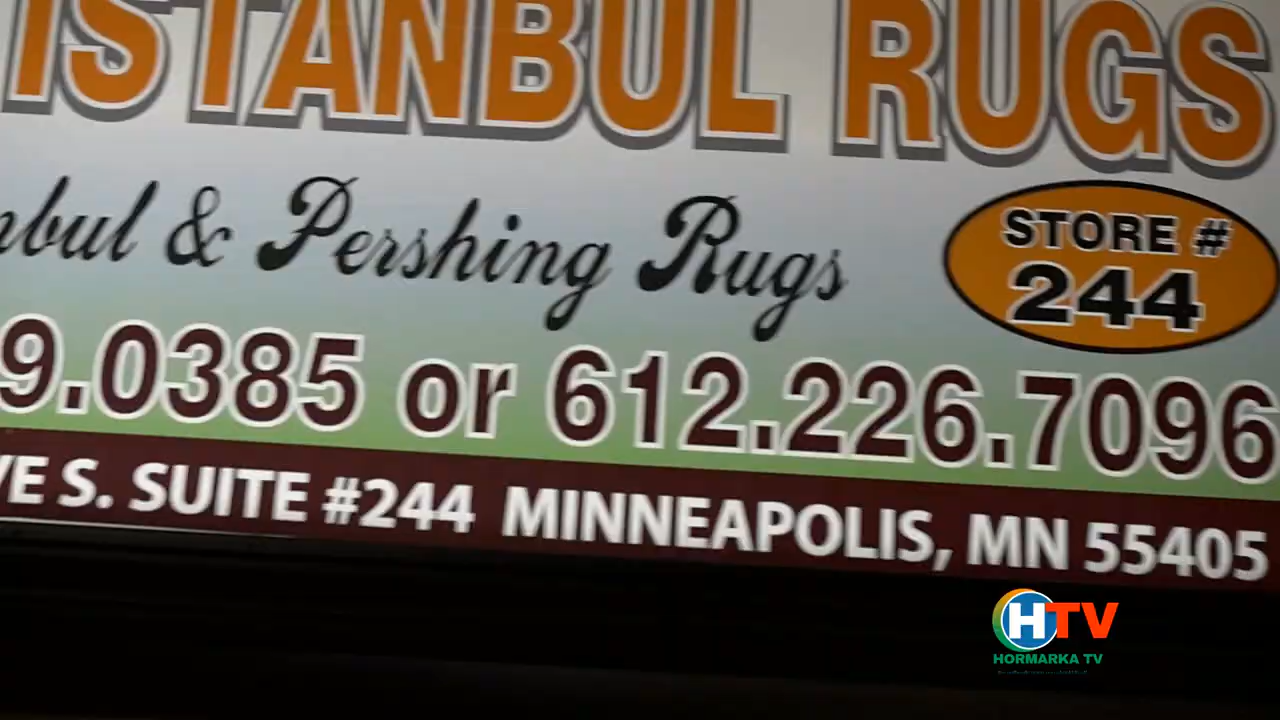 ISTANBUL RUGS
nbul & Pershing Rugs
STORE #
244
9.0385 or 612.226.7096
VE S. SUITE #244 MINNEAPOLIS, MN 55405
HTV
HORMARKA TV